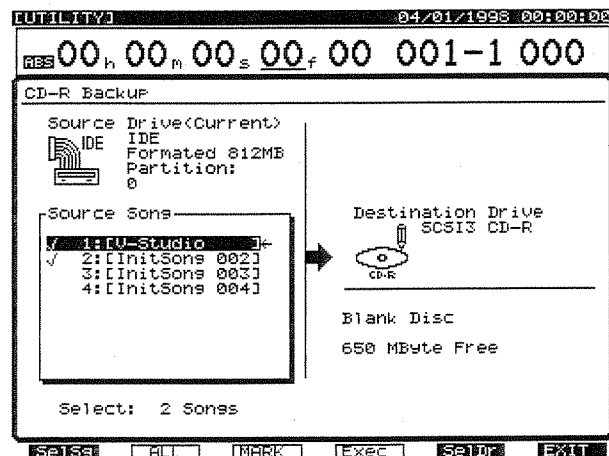 [UTILITY] 04/01/1998 00:00:00
ABS 00h 00m 00s 00f 00 001-1 000
CD-R Backup
Source Drive(Current)
IDE
IDE
Formated 812MB
Partition:
0
Source Song
√ 1:[V-Studio ]←
√ 2:[InitSong 002]
3:[InitSong 003]
4:[InitSong 004]
Select: 2 Songs
Destination Drive
SCSI3 CD-R
CD-R
Blank Disc
650 MByte Free
SelSg ALL MARK Exec SelDr EXIT